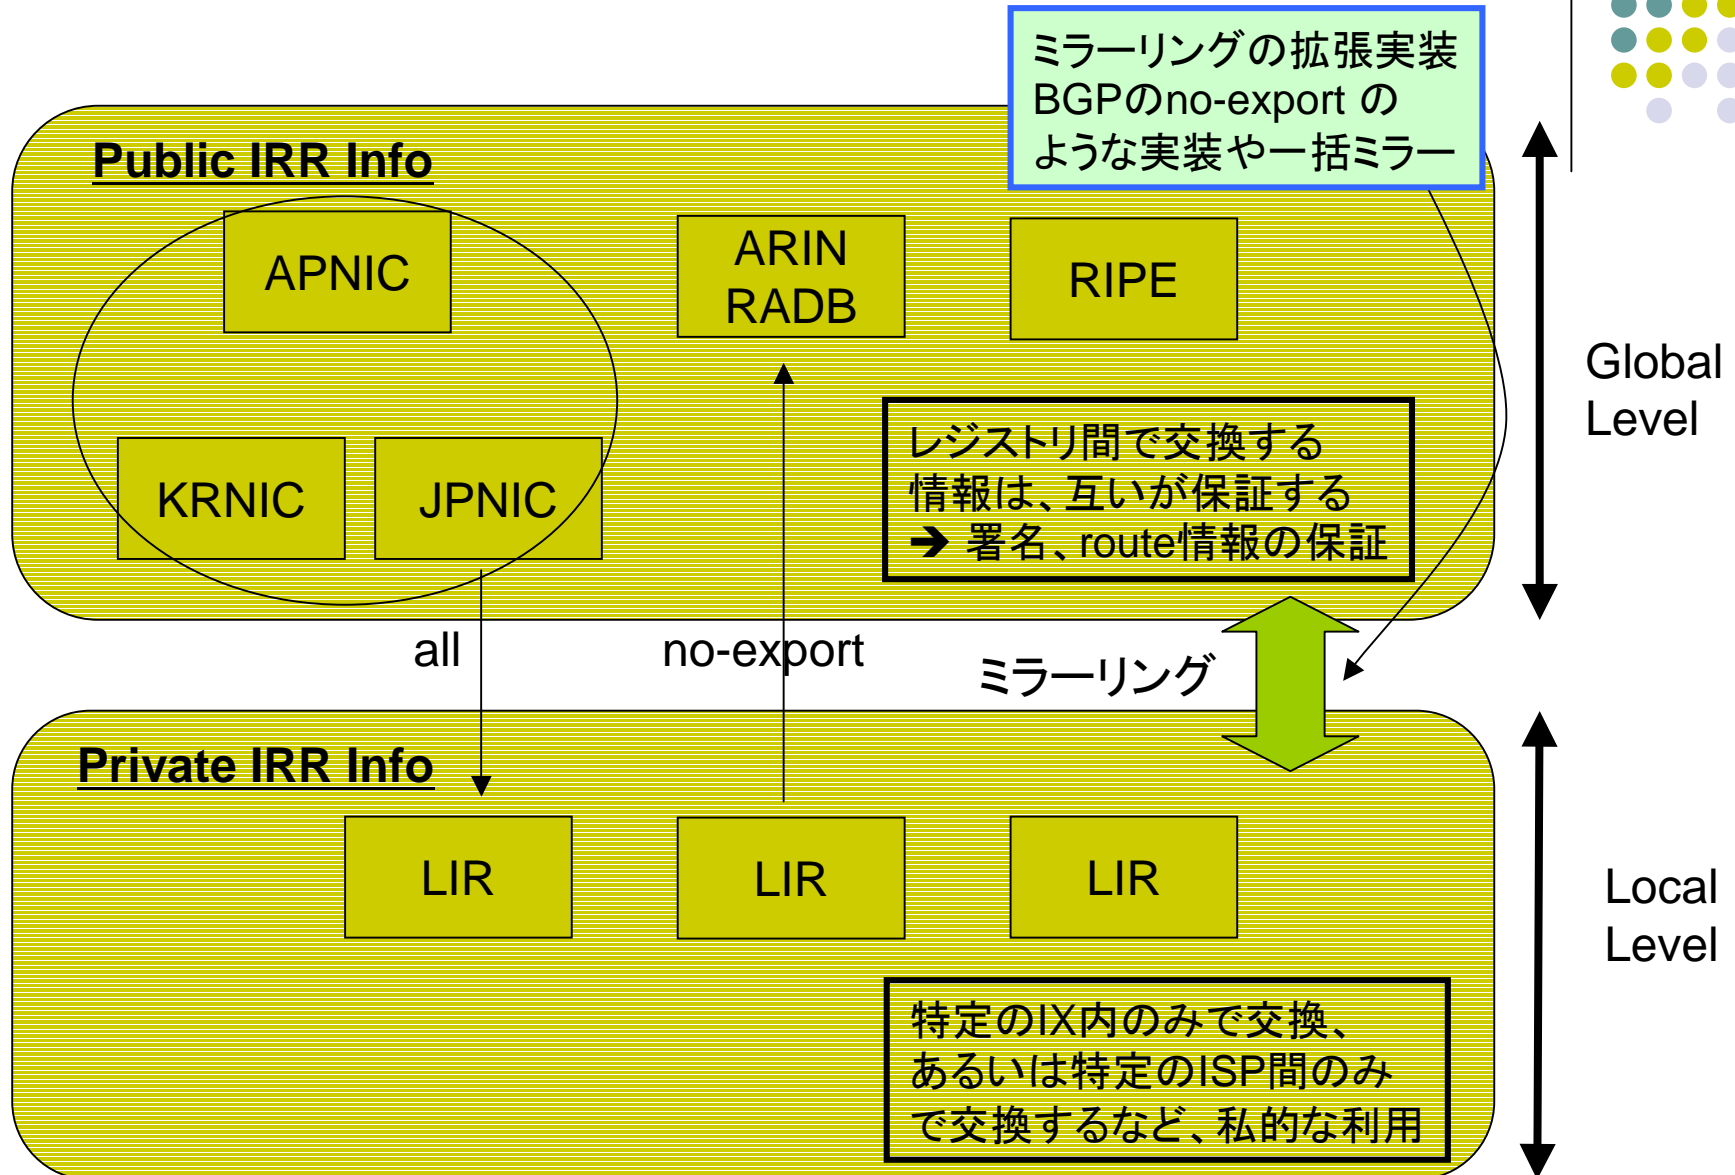 ミラーリングの拡張実装
BGPのno-export の
ような実装や一括ミラー
Public IRR Info
APNIC
ARIN
RADB
RIPE
Global
Level
KRNIC
JPNIC
レジストリ間で交換する
情報は、互いが保証する
➔ 署名、route情報の保証
all
no-export
ミラーリング
Private IRR Info
LIR
LIR
LIR
Local
Level
特定のIX内のみで交換、
あるいは特定のISP間のみ
で交換するなど、私的な利用